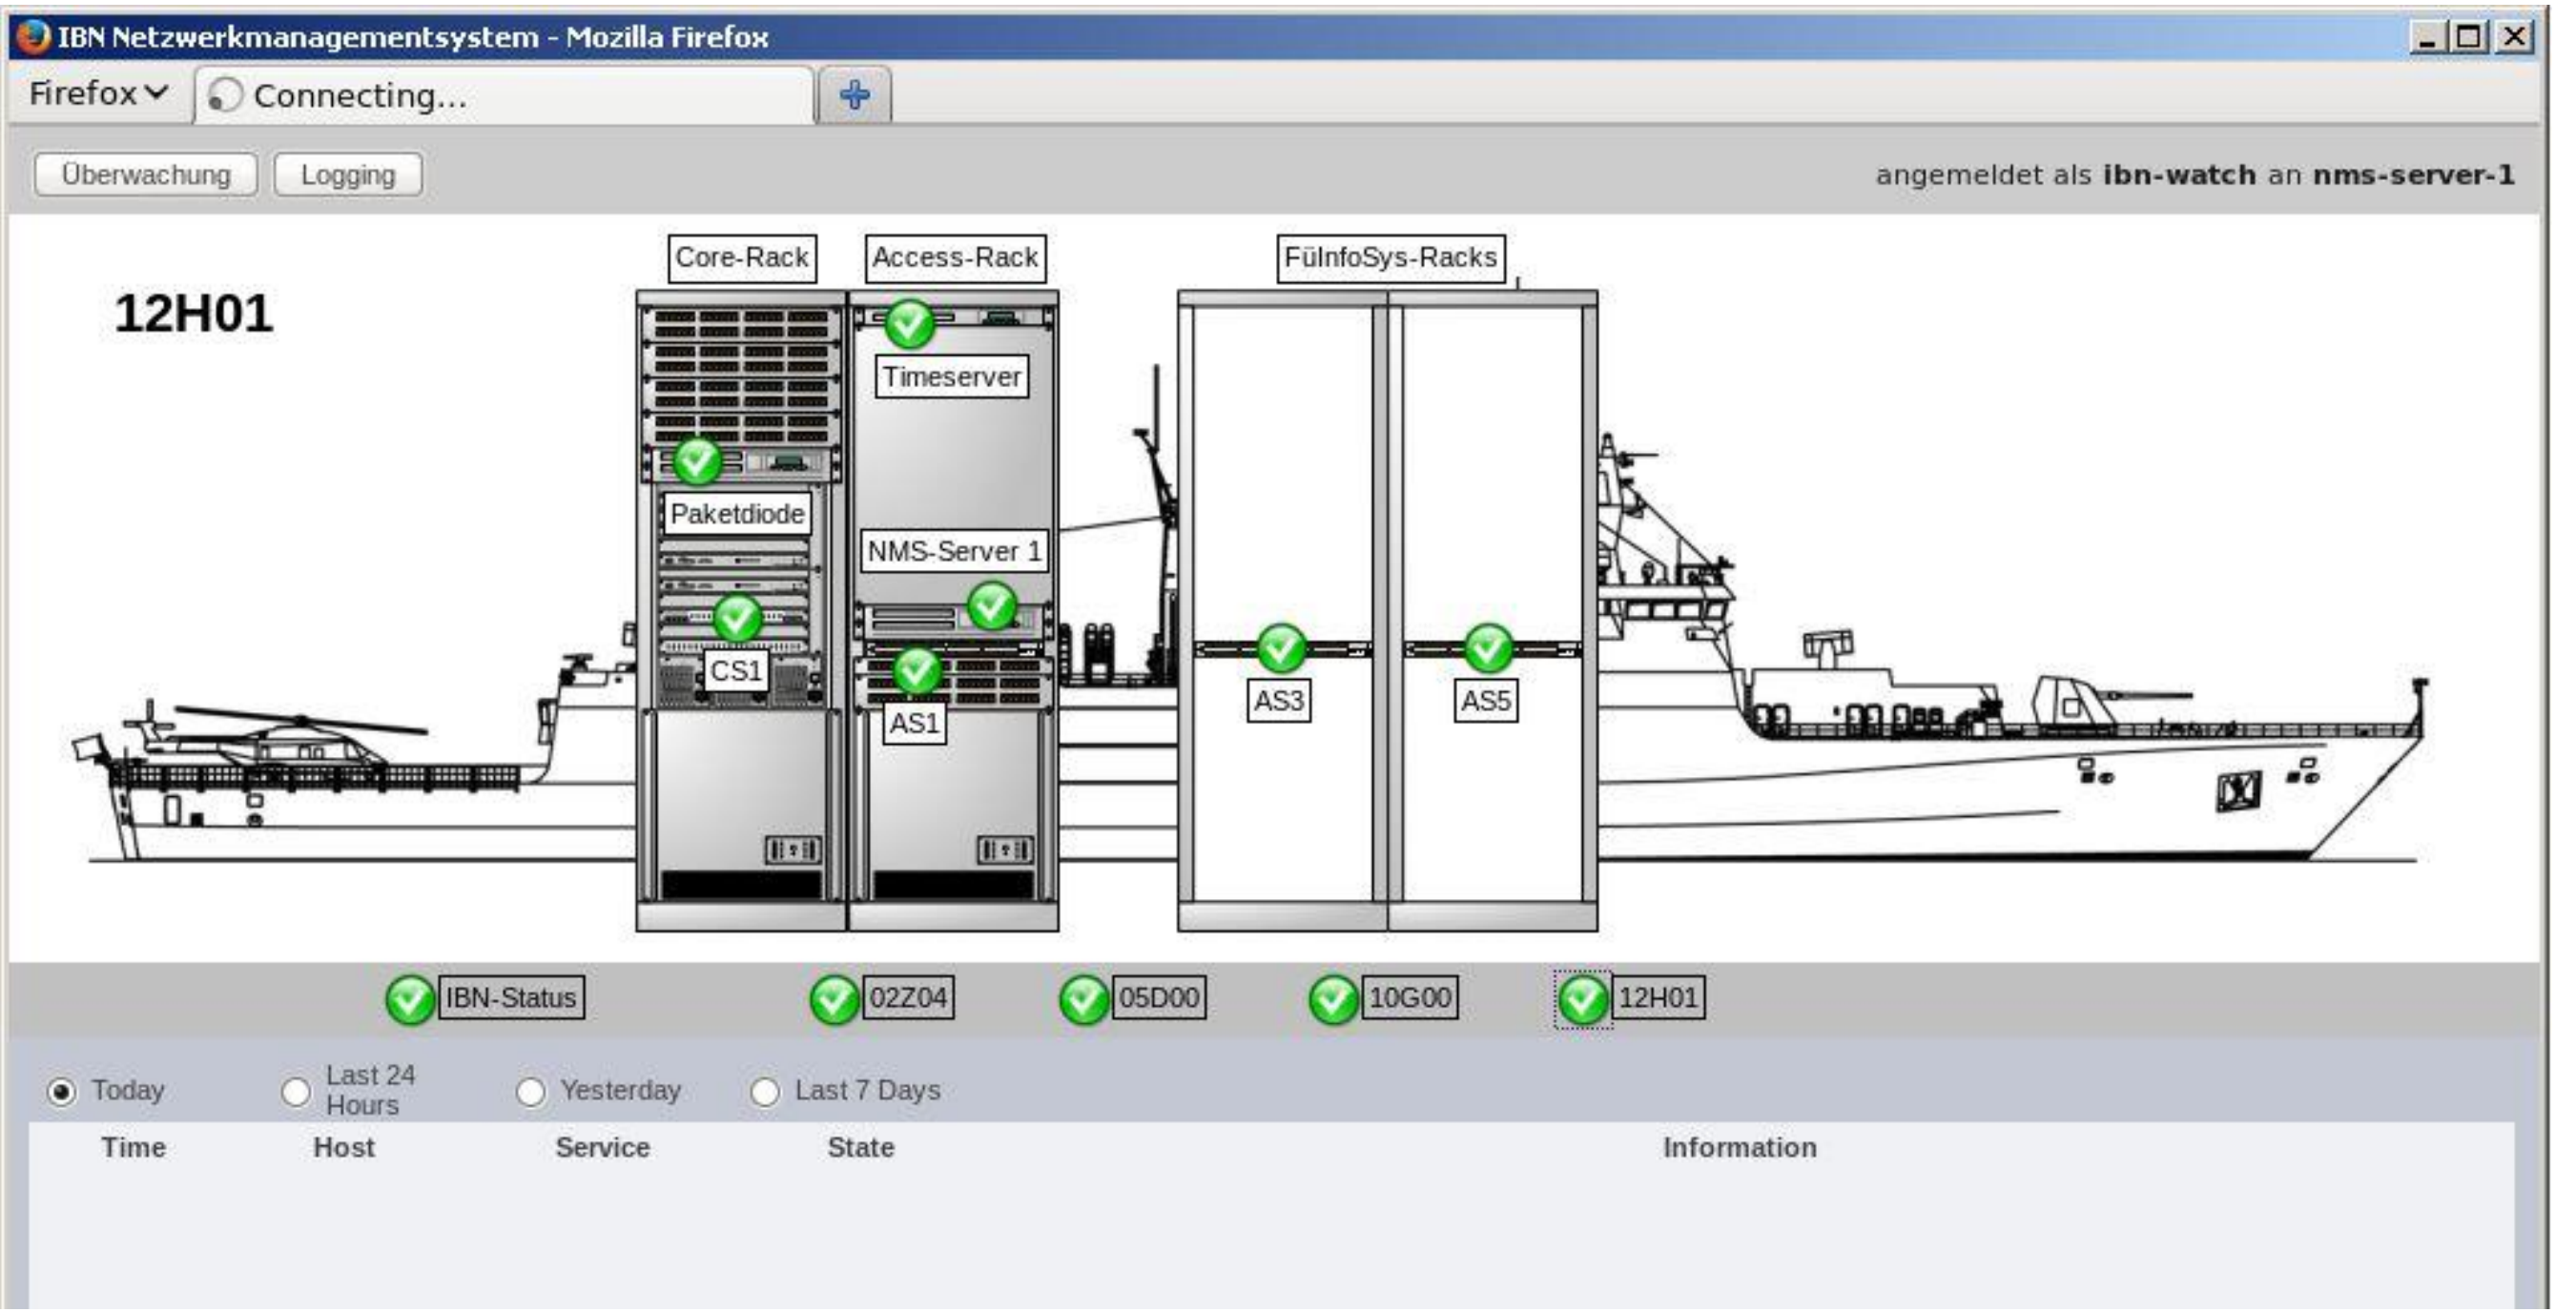 IBN Netzwerkmanagementsystem - Mozilla Firefox
Firefox
Connecting...
Überwachung
Logging
angemeldet als ibn-watch an nms-server-1
12H01
Core-Rack
Access-Rack
FüInfoSys-Racks
Timeserver
Paketdiode
NMS-Server 1
CS1
AS1
AS3
AS5
IBN-Status
02Z04
05D00
10G00
12H01
Today
Last 24
Hours
Yesterday
Last 7 Days
Time
Host
Service
State
Information